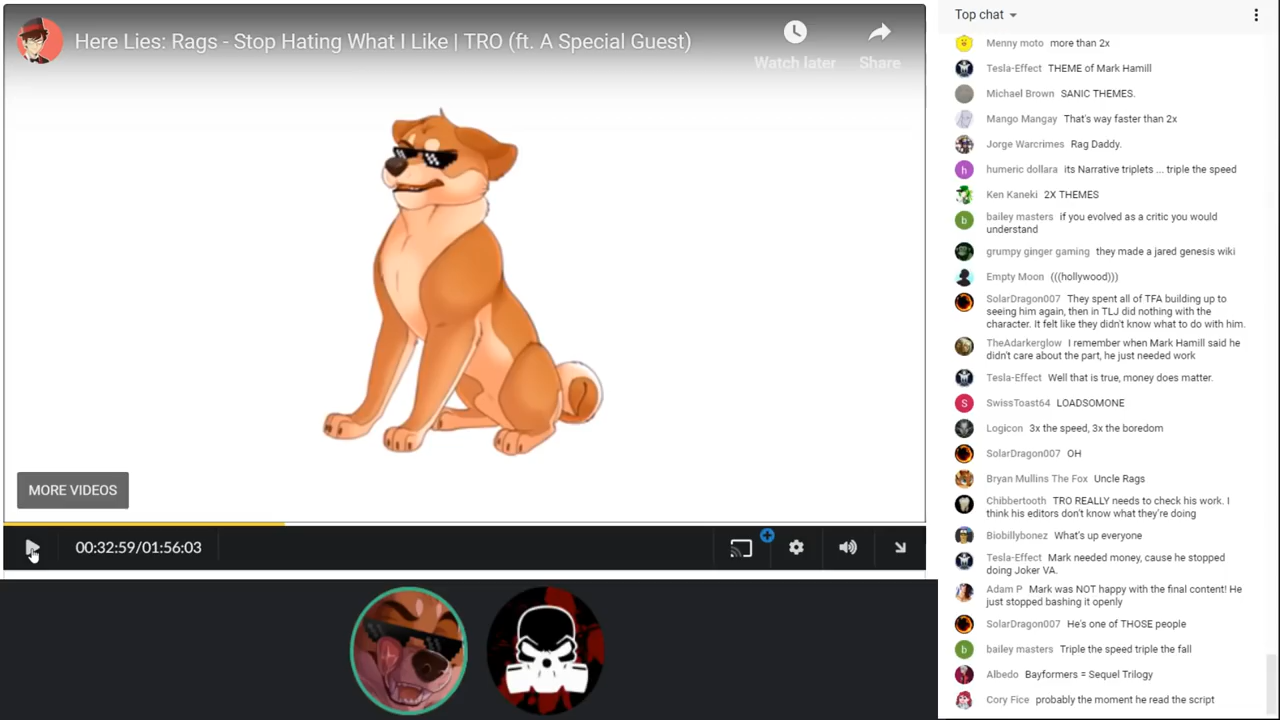 Here Lies: Rags - Stop Hating What I Like | TRO (ft. A Special Guest)
Watch later
Share
MORE VIDEOS
00:32:59/01:56:03
Top chat
Menny moto more than 2x
Tesla-Effect THEME of Mark Hamill
Michael Brown SANIC THEMES.
Mango Mangay That's way faster than 2x
Jorge Warcrimes Rag Daddy.
h
humeric dollara its Narrative triplets ... triple the speed
Ken Kaneki 2X THEMES
b
bailey masters if you evolved as a critic you would
understand
grumpy ginger gaming they made a jared genesis wiki
Empty Moon (((hollywood)))
SolarDragon007 They spent all of TFA building up to
seeing him again, then in TLJ did nothing with the
character. It felt like they didn't know what to do with him.
TheAdarkerglow I remember when Mark Hamill said he
didn't care about the part, he just needed work
Tesla-Effect Well that is true, money does matter.
S
SwissToast64 LOADSOMONE
Logicon 3x the speed, 3x the boredom
SolarDragon007 OH
Bryan Mullins The Fox Uncle Rags
Chibbertooth TRO REALLY needs to check his work. I
think his editors don't know what they're doing
Biobillybonez What's up everyone
Tesla-Effect Mark needed money, cause he stopped
doing Joker VA.
Adam P Mark was NOT happy with the final content! He
just stopped bashing it openly
SolarDragon007 He's one of THOSE people
b
bailey masters Triple the speed triple the fall
Albedo Bayformers = Sequel Trilogy
Cory Fice probably the moment he read the script